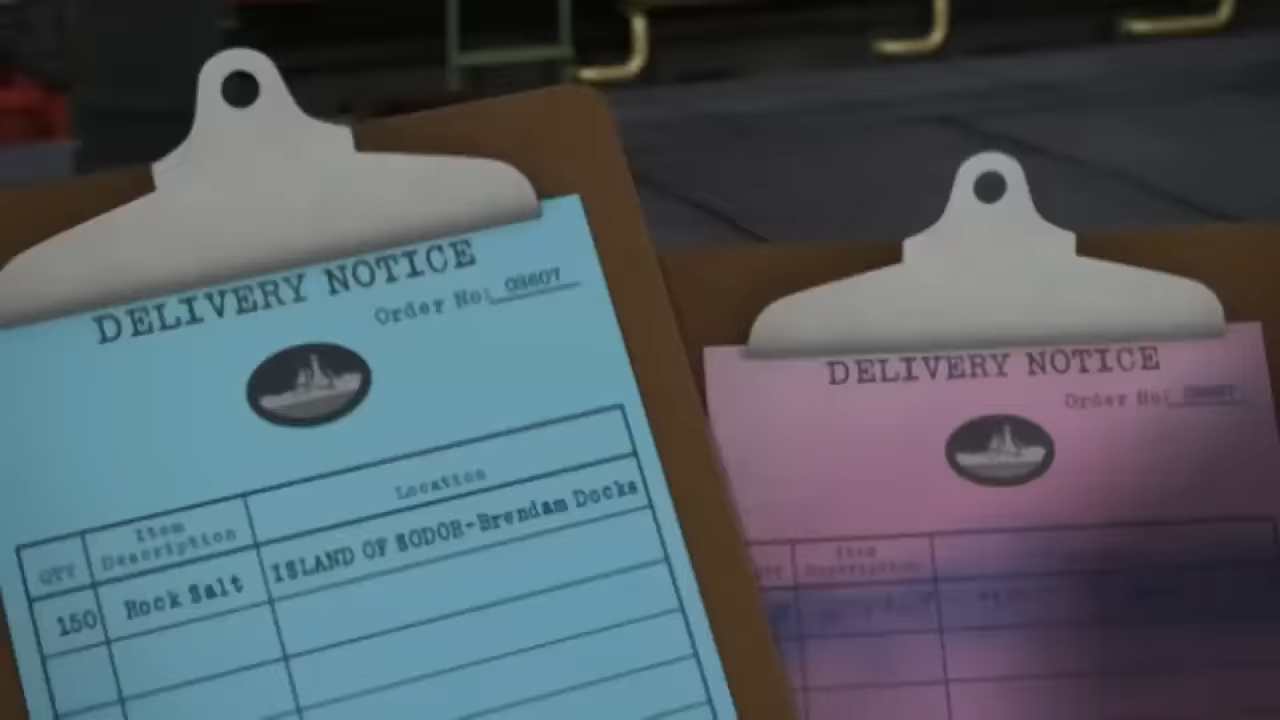 DELIVERY NOTICE
Order No: 03607
QTY
Item Description
Location
150
Rock Salt
ISLAND OF SODOR-Brendam Docks
DELIVERY NOTICE
Order No:
Item
Description